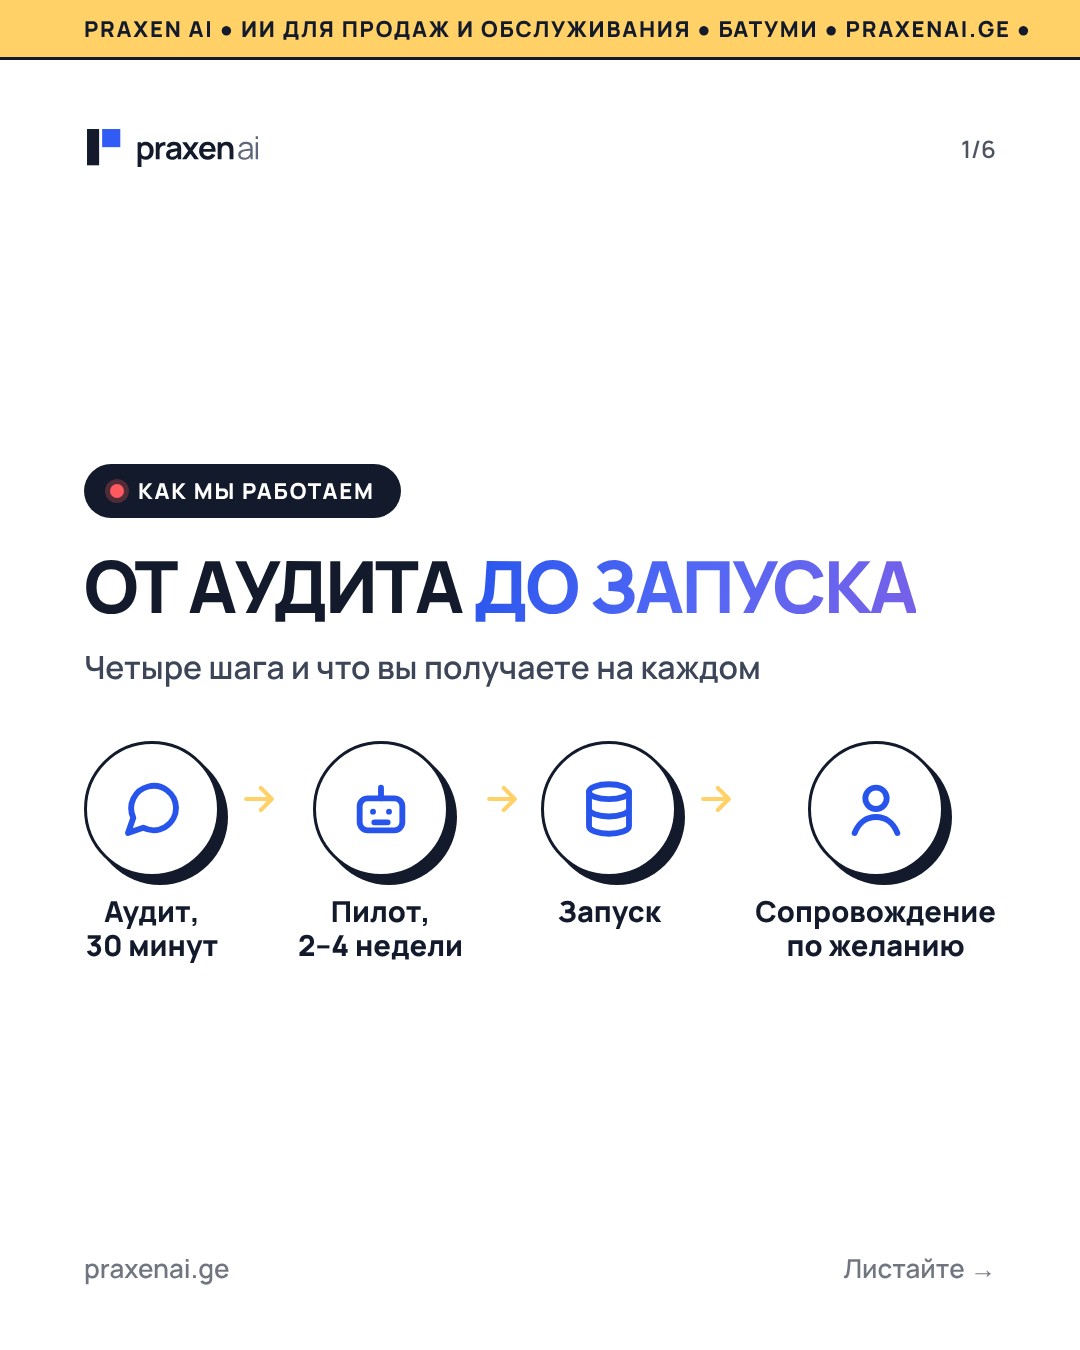 PRAXEN AI ● ИИ ДЛЯ ПРОДАЖ И ОБСЛУЖИВАНИЯ ● БАТУМИ ● PRAXENAI.GE ●
praxen ai
1/6
КАК МЫ РАБОТАЕМ
ОТ АУДИТА ДО ЗАПУСКА
Четыре шага и что вы получаете на каждом
Аудит,
30 минут
Пилот,
2–4 недели
Запуск
Сопровождение
по желанию
praxenai.ge
Листайте →